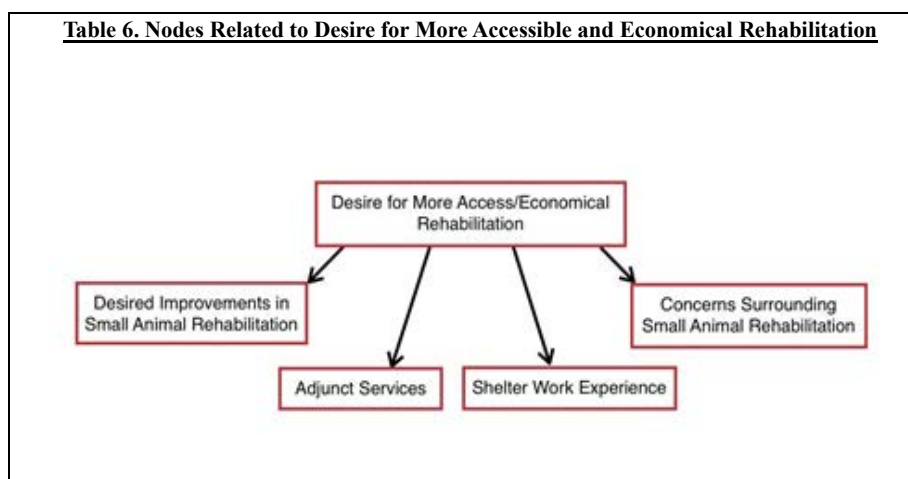 Table 6. Nodes Related to Desire for More Accessible and Economical Rehabilitation
Desire for More Access/Economical
Rehabilitation
Desired Improvements in
Small Animal Rehabilitation
Concerns Surrounding
Small Animal Rehabilitation
Adjunct Services
Shelter Work Experience